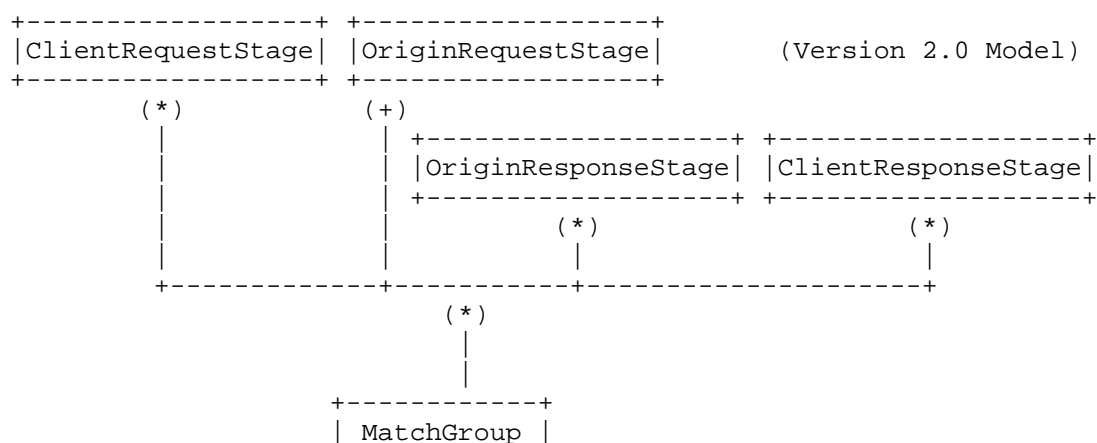 +------------------+ +------------------+
|ClientRequestStage| |OriginRequestStage|       (Version 2.0 Model)
+------------------+ +------------------+
        (*)           (+)
         |             | +-------------------+ +-------------------+
         |             | |OriginResponseStage| |ClientResponseStage|
         |             | +-------------------+ +-------------------+
         |             |          (*)                  (*)
         |             |           |                    |
         +-------------+-----------+--------------------+
                          (*)
                           |
                           |
                    +------------+
                    | MatchGroup |